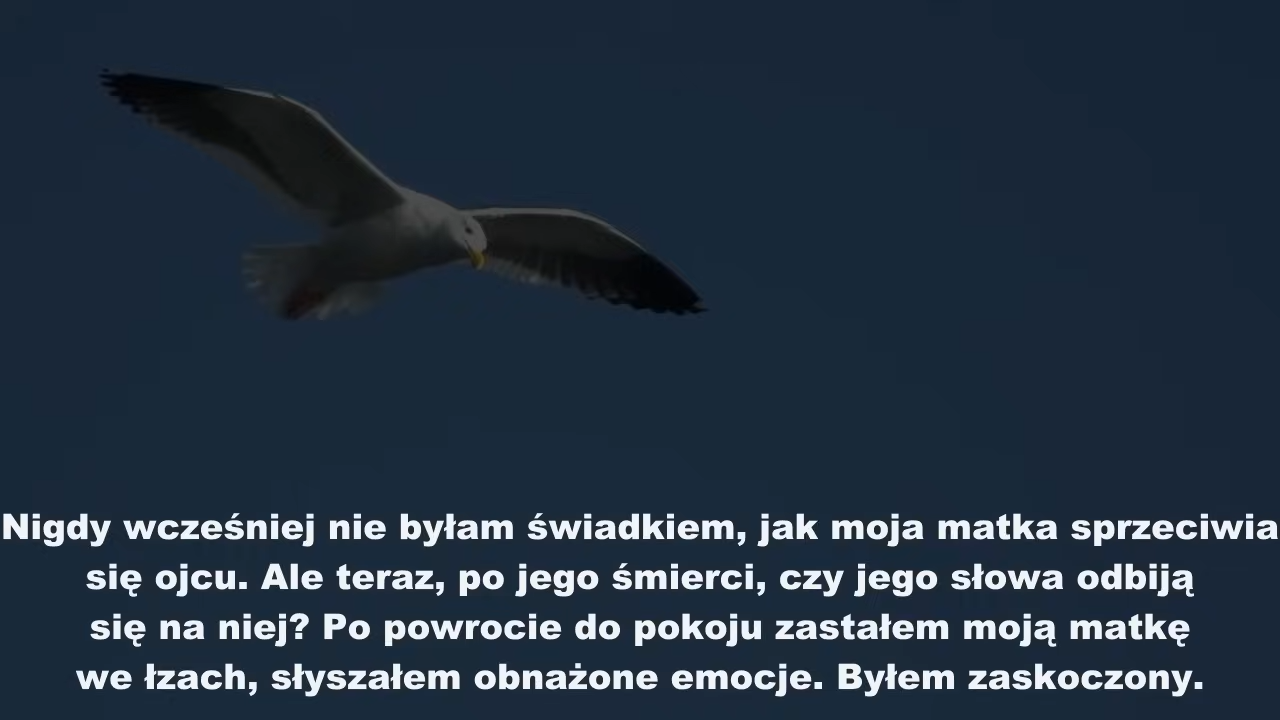 Nigdy wcześniej nie byłam świadkiem, jak moja matka sprzeciwia
się ojcu. Ale teraz, po jego śmierci, czy jego słowa odbiją
się na niej? Po powrocie do pokoju zastałem moją matkę
we łzach, słyszałem obnażone emocje. Byłem zaskoczony.